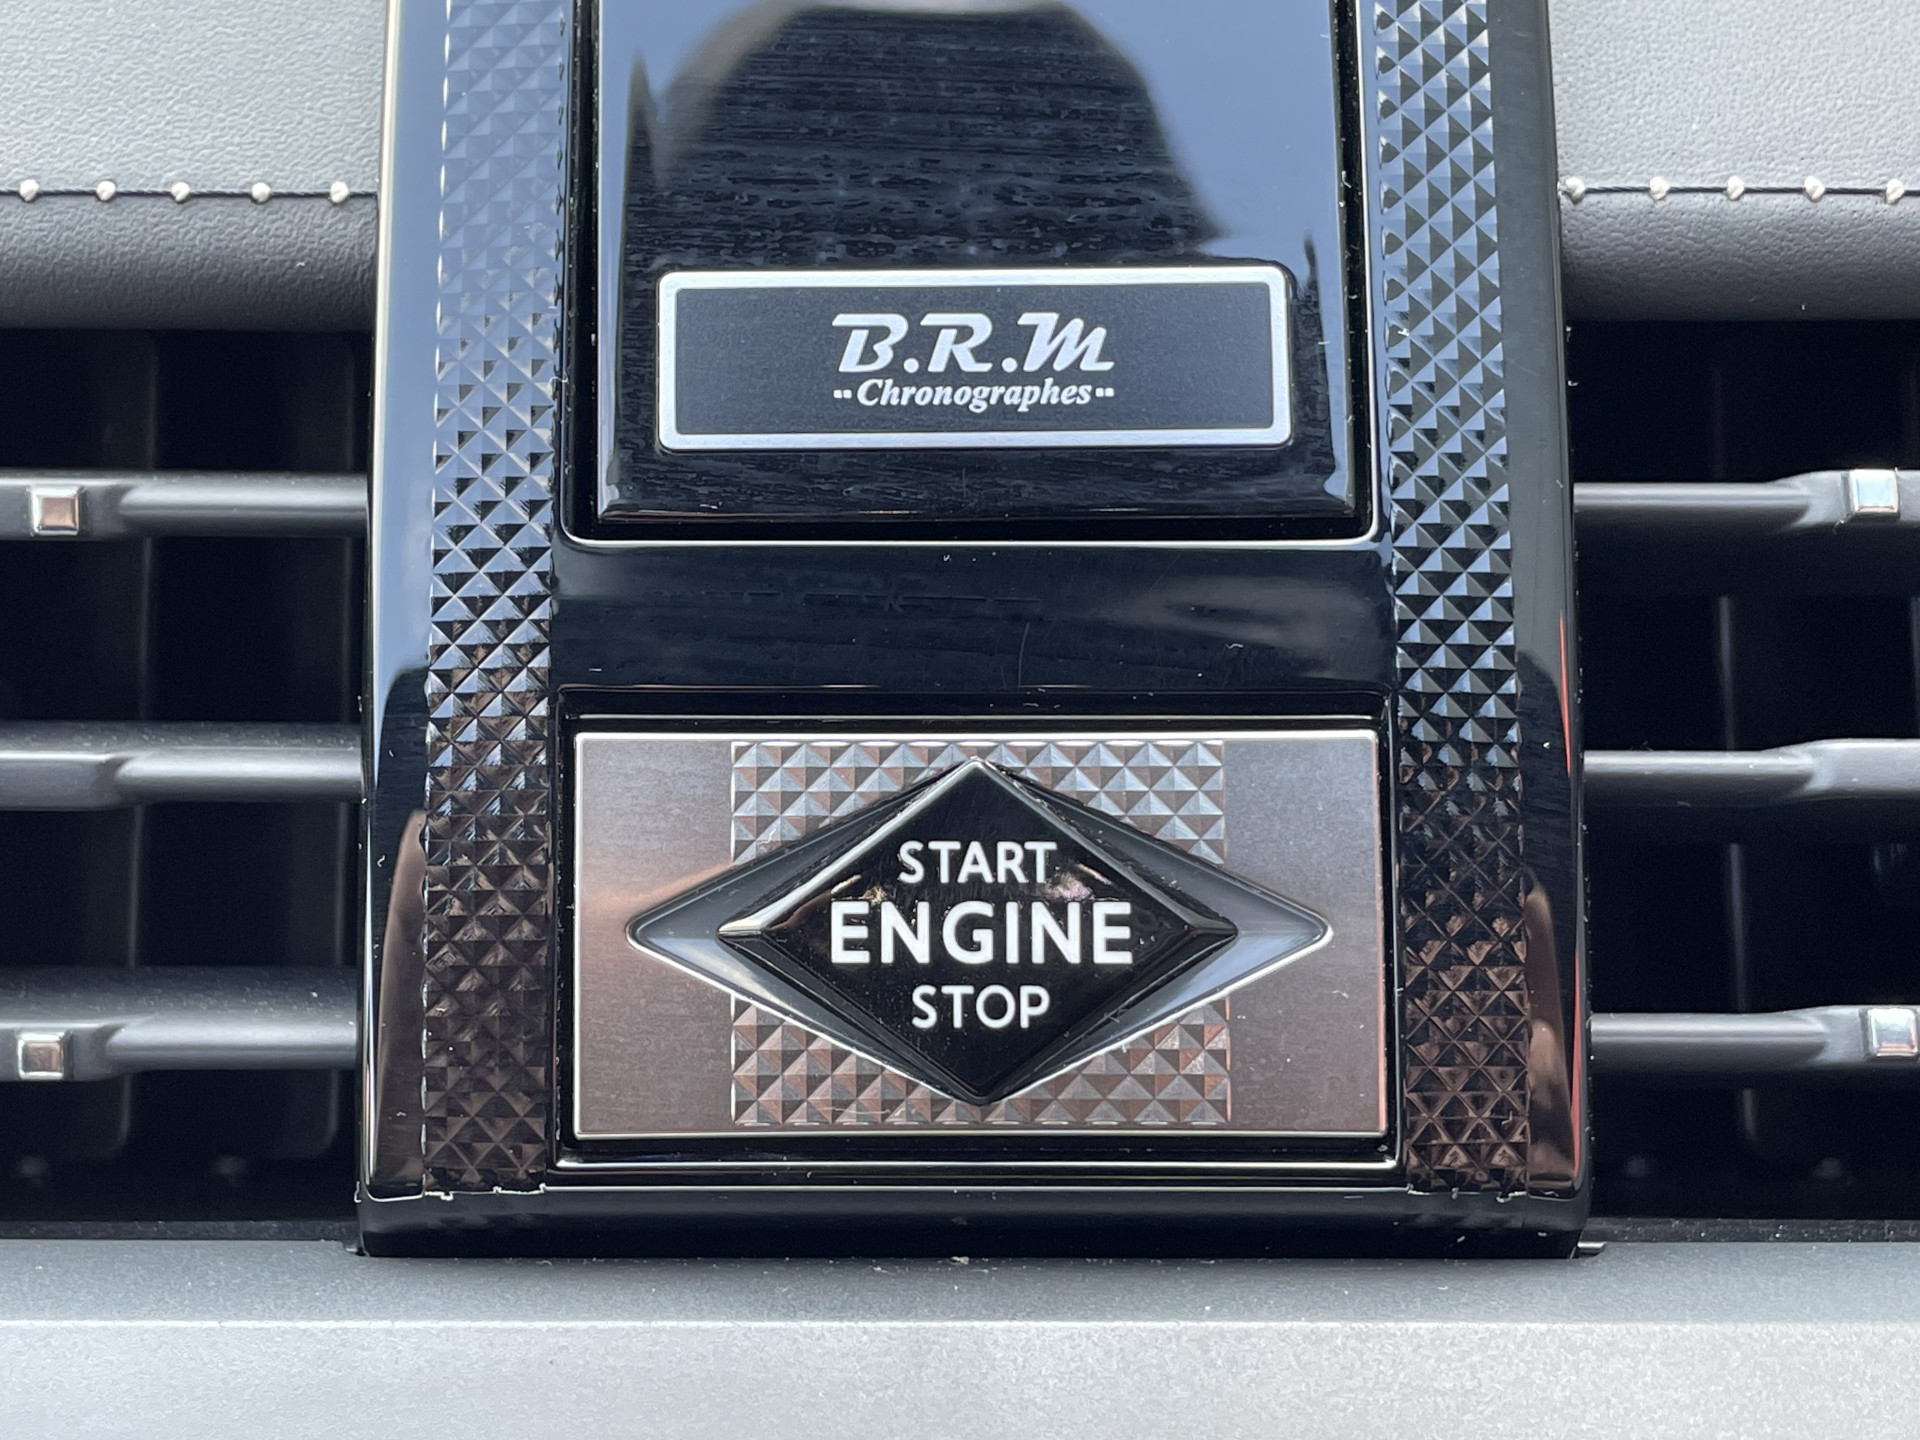 B.R.M
Chronographes
START
ENGINE
STOP